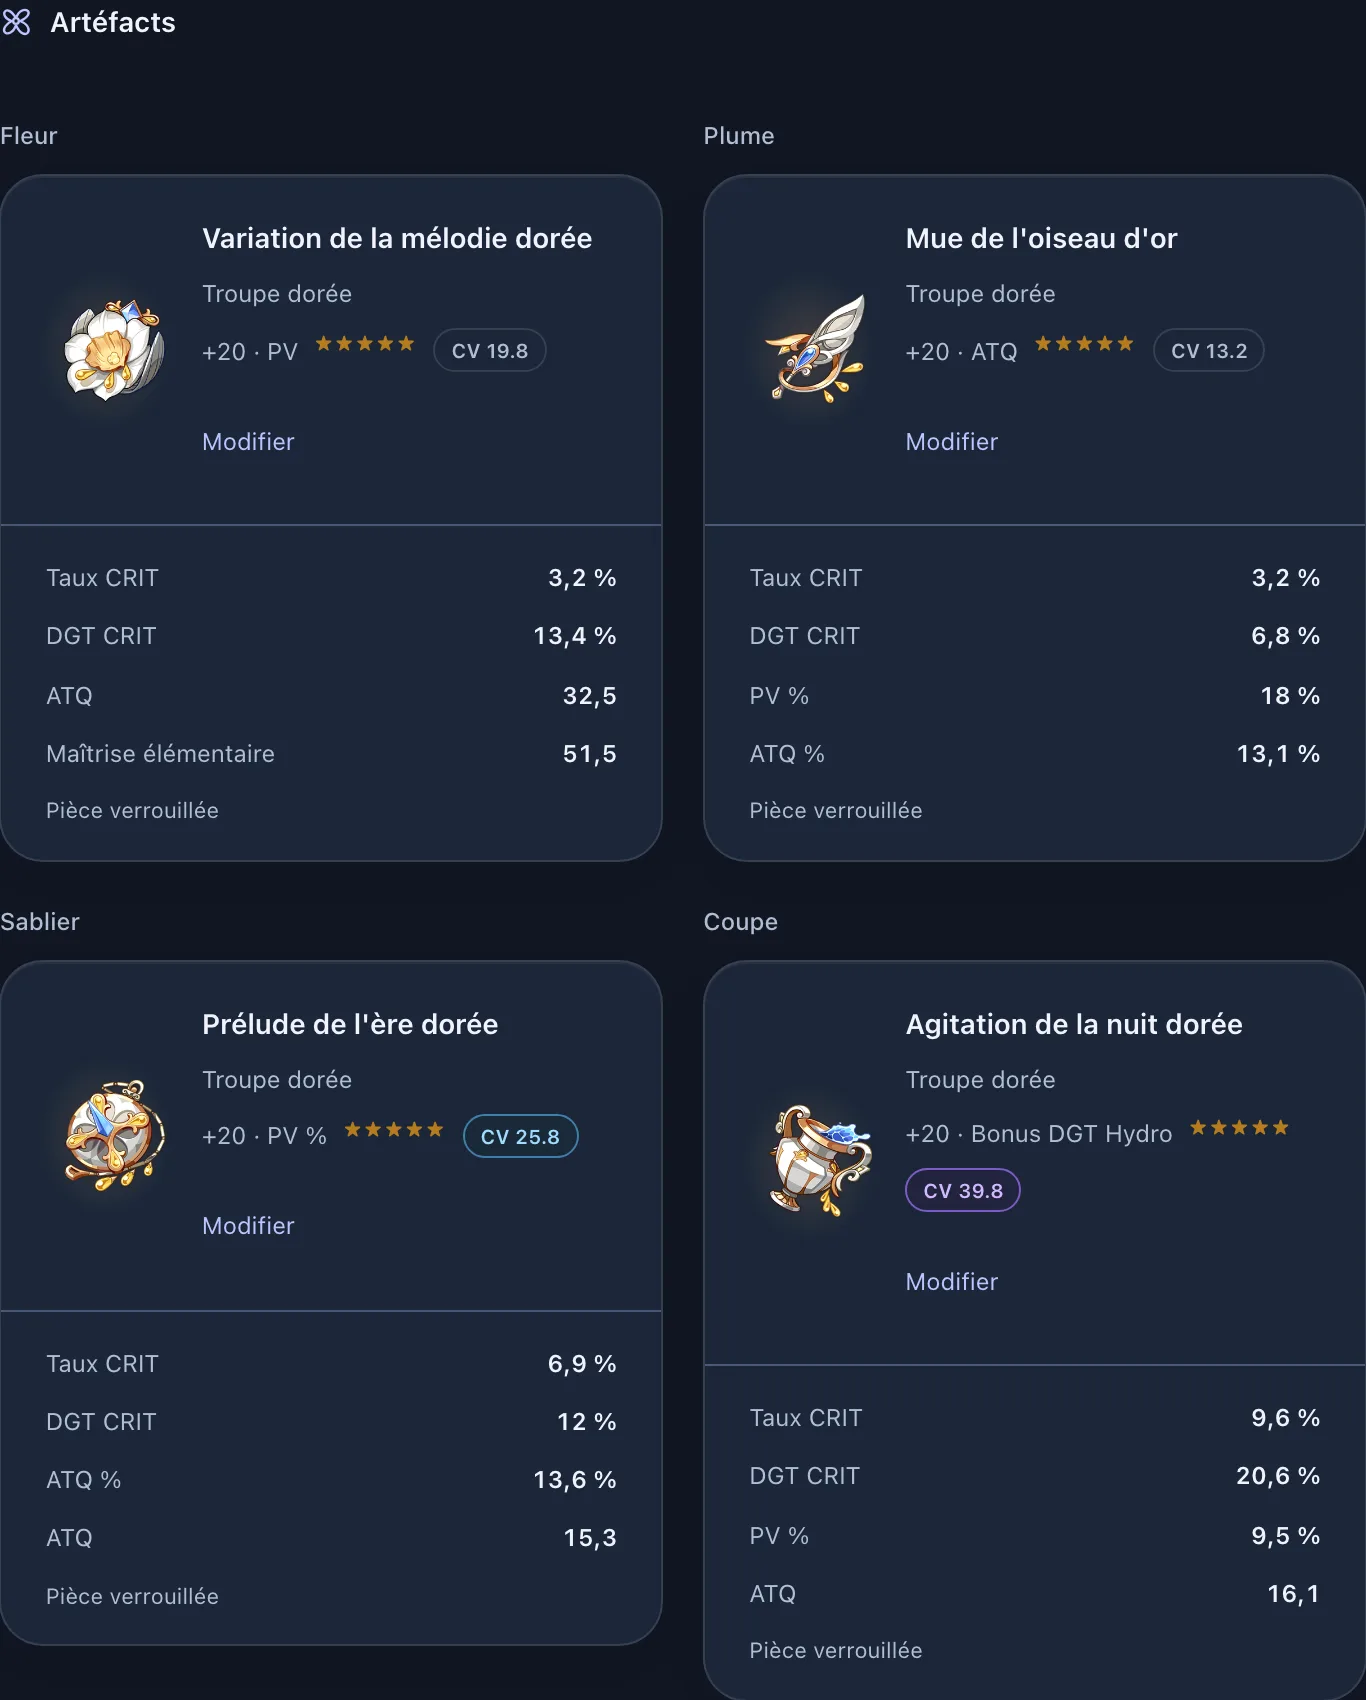 Artéfacts
Fleur
Variation de la mélodie dorée
Troupe dorée
+20 · PV ★★★★★ CV 19.8
Modifier
Taux CRIT 3,2 %
DGT CRIT 13,4 %
ATQ 32,5
Maîtrise élémentaire 51,5
Pièce verrouillée
Plume
Mue de l'oiseau d'or
Troupe dorée
+20 · ATQ ★★★★★ CV 13.2
Modifier
Taux CRIT 3,2 %
DGT CRIT 6,8 %
PV % 18 %
ATQ % 13,1 %
Pièce verrouillée
Sablier
Prélude de l'ère dorée
Troupe dorée
+20 · PV % ★★★★★ CV 25.8
Modifier
Taux CRIT 6,9 %
DGT CRIT 12 %
ATQ % 13,6 %
ATQ 15,3
Pièce verrouillée
Coupe
Agitation de la nuit dorée
Troupe dorée
+20 · Bonus DGT Hydro ★★★★★
CV 39.8
Modifier
Taux CRIT 9,6 %
DGT CRIT 20,6 %
PV % 9,5 %
ATQ 16,1
Pièce verrouillée